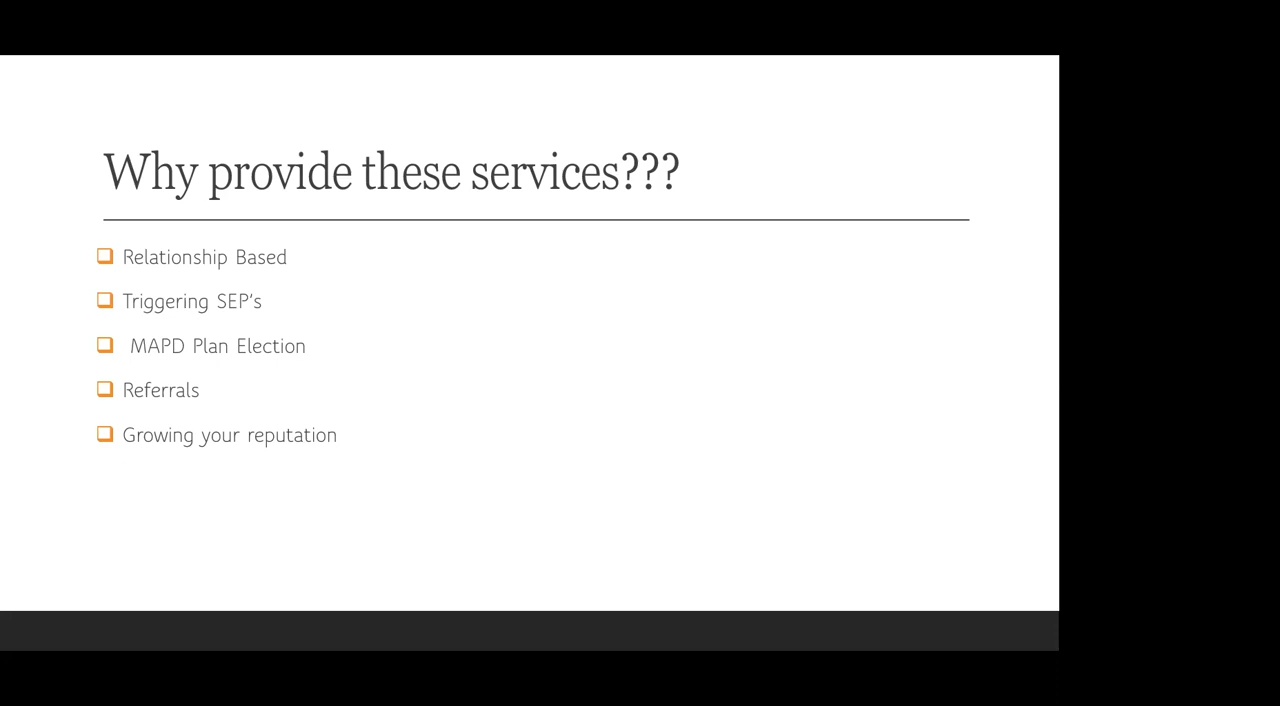 Why provide these services???
Relationship Based
Triggering SEP's
MAPD Plan Election
Referrals
Growing your reputation